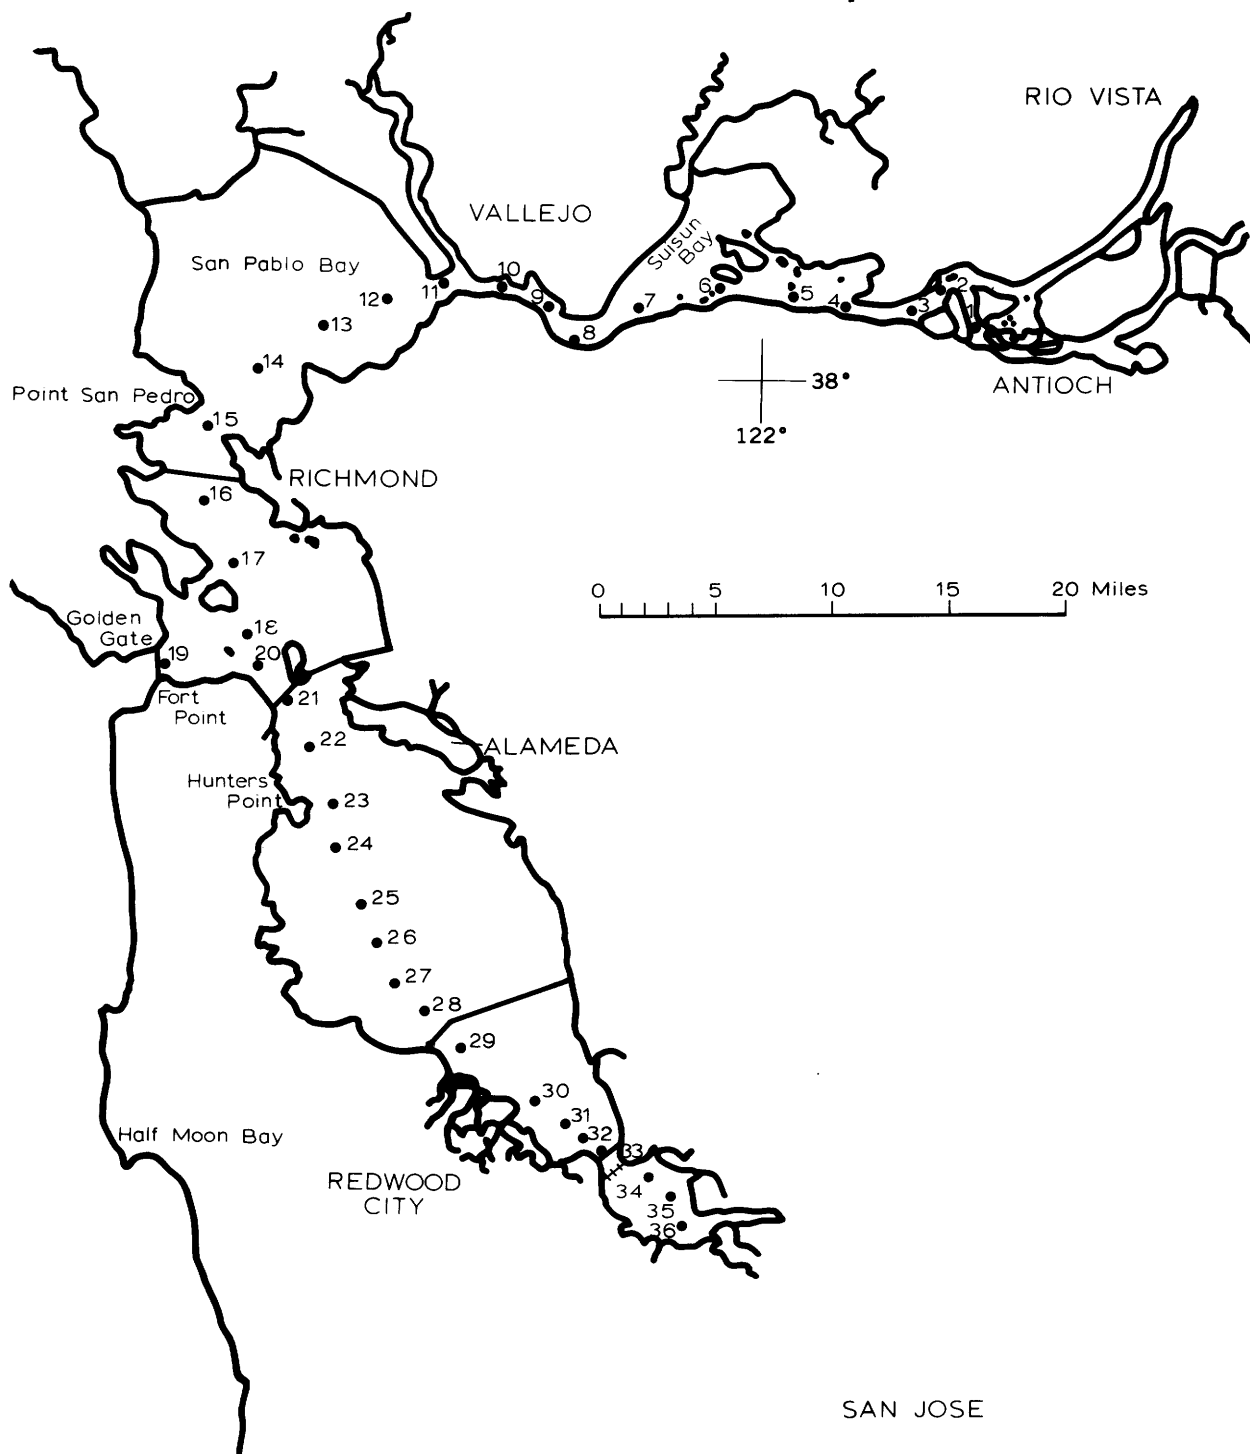 RIO VISTA
VALLEJO
Suisun
Bay
San Pablo Bay
10
11
12
9
8
7
6
5
4
3
2
1
13
14
38°
122°
ANTIOCH
Point San Pedro
15
RICHMOND
16
17
0 5 10 15 20 Miles
Golden
Gate
18
19
20
Fort
Point
21
22
ALAMEDA
Hunters
Point
23
24
25
26
27
28
29
30
31
32
33
Half Moon Bay
REDWOOD
CITY
34
35
36
SAN JOSE